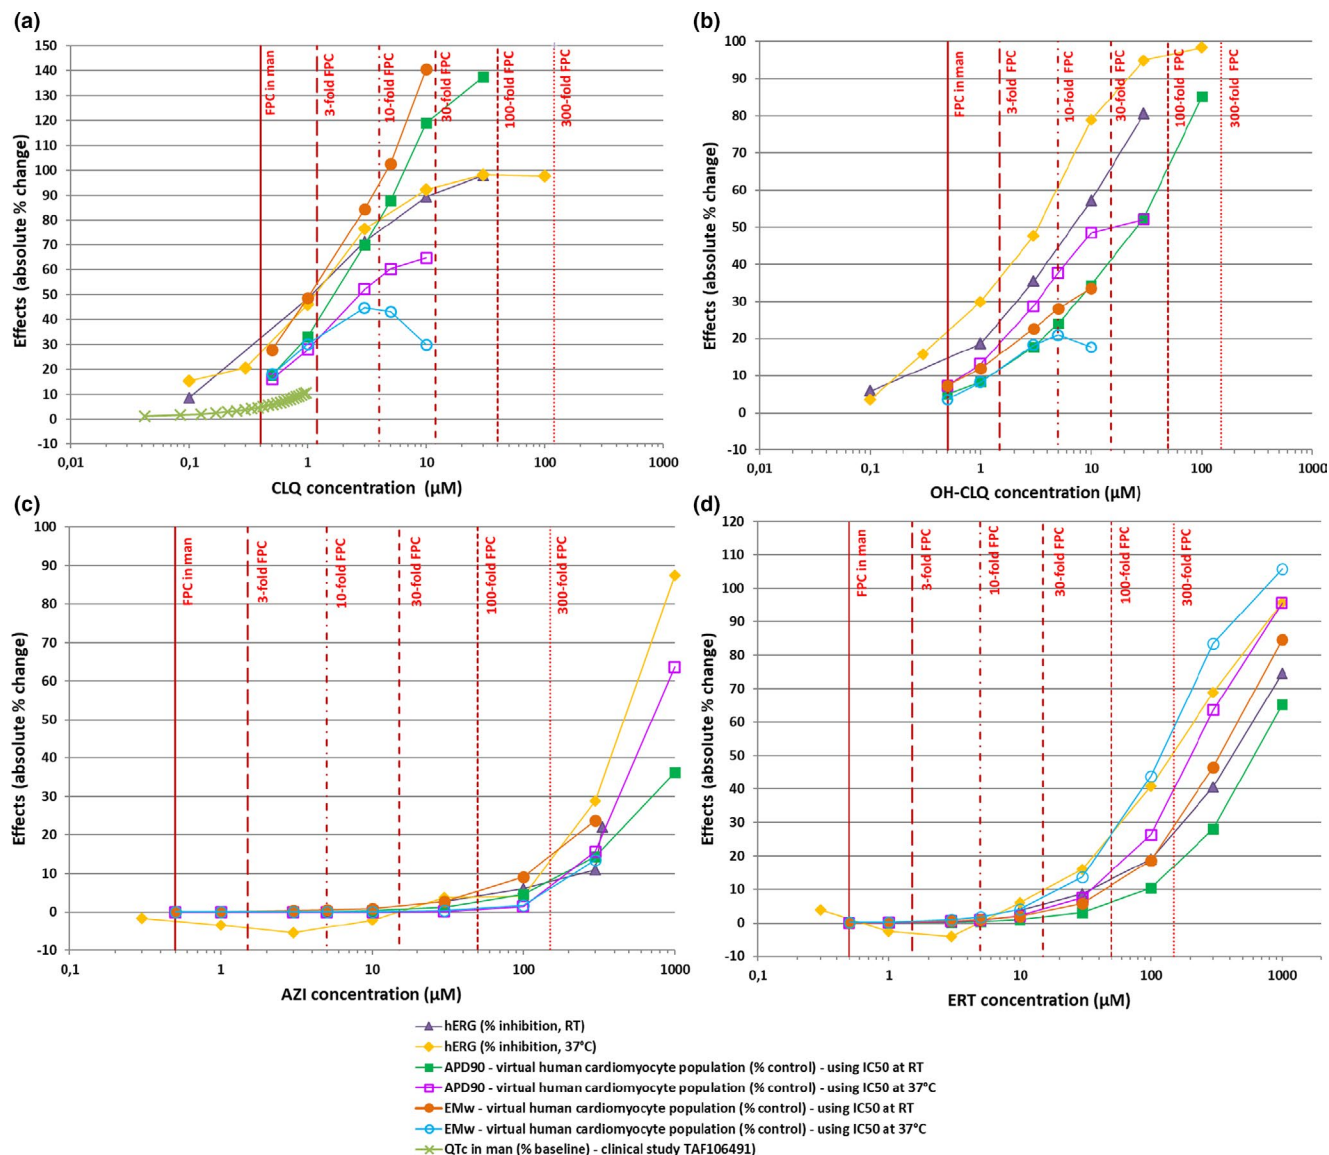 (a)
150
140
130
120
110
100
90
80
70
60
50
40
30
20
10
0
-10
Effects (absolute % change)
FPC in man
3-fold FPC
10-fold FPC
30-fold FPC
100-fold FPC
300-fold FPC
0,01
0,1
1
10
100
1000
CLQ concentration (µM)
(b)
100
90
80
70
60
50
40
30
20
10
0
-10
Effects (absolute % change)
FPC in man
3-fold FPC
10-fold FPC
30-fold FPC
100-fold FPC
300-fold FPC
0,01
0,1
1
10
100
1000
OH-CLQ concentration (µM)
(c)
100
90
80
70
60
50
40
30
20
10
0
-10
Effects (absolute % change)
FPC in man
3-fold FPC
10-fold FPC
30-fold FPC
100-fold FPC
300-fold FPC
0,1
1
10
100
1000
AZI concentration (µM)
(d)
120
110
100
90
80
70
60
50
40
30
20
10
0
-10
Effects (absolute % change)
FPC in man
3-fold FPC
10-fold FPC
30-fold FPC
100-fold FPC
300-fold FPC
0,1
1
10
100
1000
ERT concentration (µM)
hERG (% inhibition, RT)
hERG (% inhibition, 37°C)
APD90 - virtual human cardiomyocyte population (% control) - using IC50 at RT
APD90 - virtual human cardiomyocyte population (% control) - using IC50 at 37°C
EMw - virtual human cardiomyocyte population (% control) - using IC50 at RT
EMw - virtual human cardiomyocyte population (% control) - using IC50 at 37°C
QTc in man (% baseline) - clinical study TAF106491)